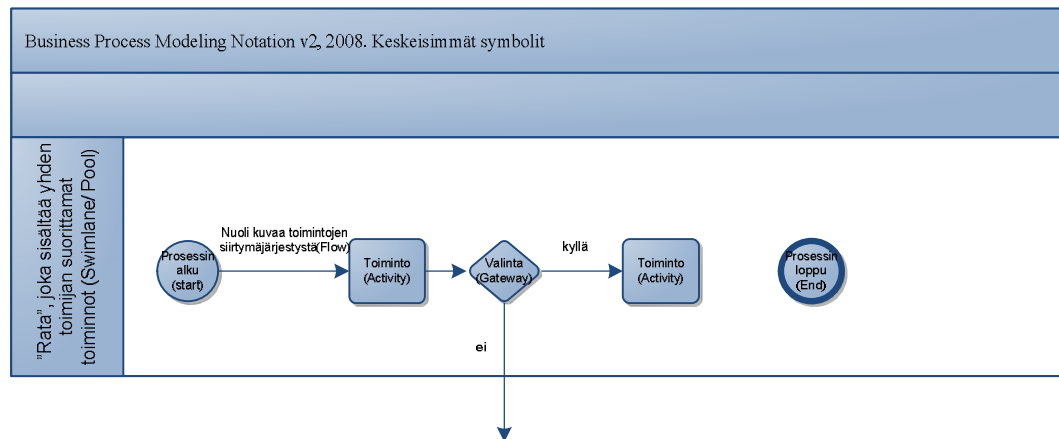 Business Process Modeling Notation v2, 2008. Keskeisimmät symbolit
"Rata", joka sisältää yhden
toimijan suorittamat
toiminnot (Swimlane/ Pool)
Prosessin
alku
(start)
Nuoli kuvaa toimintojen
siirtymäjärjestystä(Flow)
Toiminto
(Activity)
Valinta
(Gateway)
kyllä
Toiminto
(Activity)
Prosessin
loppu
(End)
ei